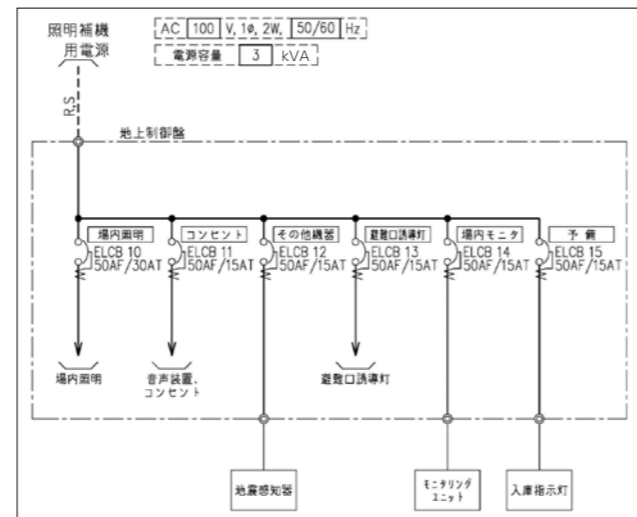 照明補機
用電源
AC 100 V, 1ø, 2W, 50/60 Hz
電源容量 3 kVA
R,S
地上制御盤
場内照明
ELCB 10
50AF/30AT
コンセント
ELCB 11
50AF/15AT
その他機器
ELCB 12
50AF/15AT
避難口誘導灯
ELCB 13
50AF/15AT
場内モニタ
ELCB 14
50AF/15AT
予備
ELCB 15
50AF/15AT
場内照明
音声装置、
コンセント
避難口誘導灯
地震感知器
モニタリング
ユニット
入庫指示灯